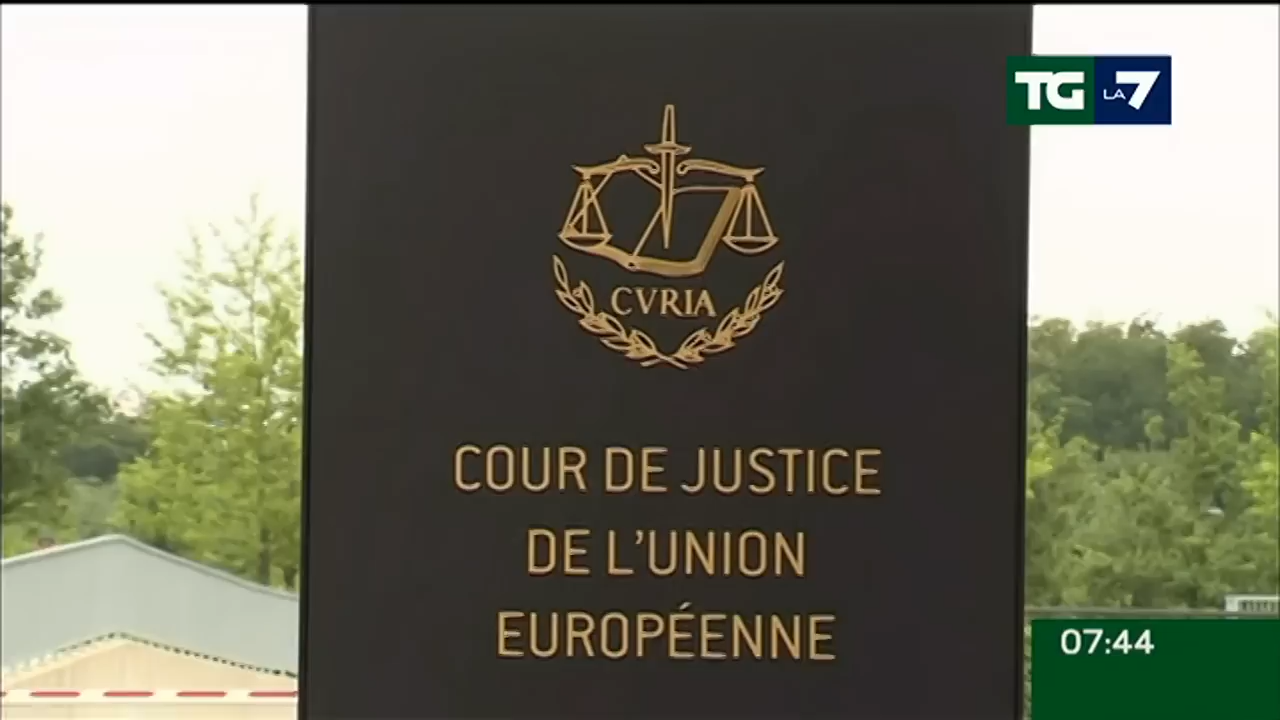 TG LA7
CVRIA
COUR DE JUSTICE
DE L'UNION
EUROPÉENNE
07:44